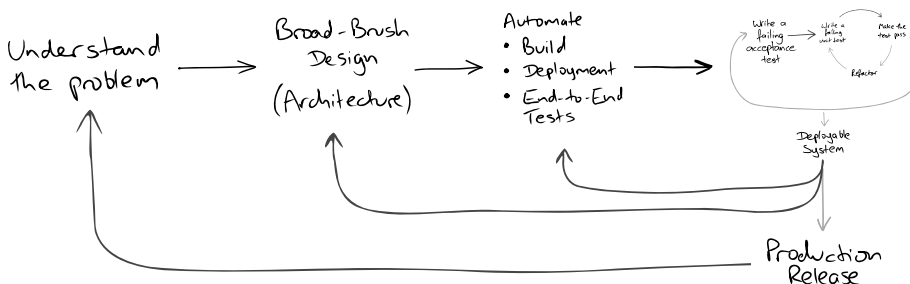 Understand
the problem
Broad-Brush
Design
(Architecture)
Automate
• Build
• Deployment
• End-to-End
Tests
Write a
failing
acceptance
test
Write a
failing
unit test
Make the
test pass
Refactor
Deployable
System
Production
Release